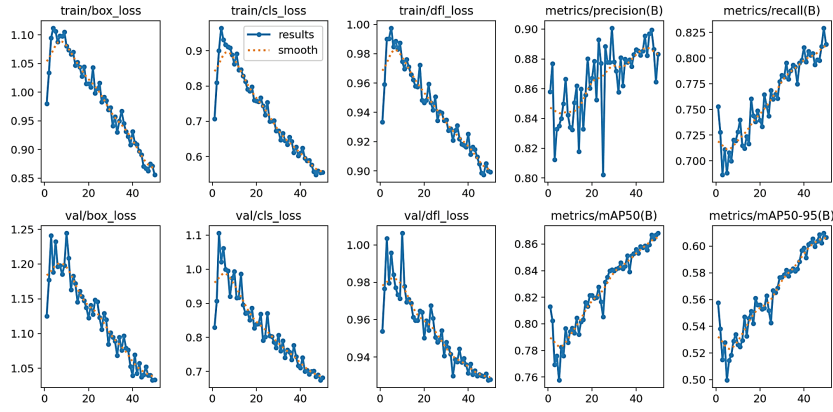 train/box_loss
train/cls_loss
train/dfl_loss
metrics/precision(B)
metrics/recall(B)
1.10
1.05
1.00
0.95
0.90
0.85
0 20 40
0.9
0.8
0.7
0.6
0 20 40
results
smooth
1.00
0.98
0.96
0.94
0.92
0.90
0 20 40
0.90
0.88
0.86
0.84
0.82
0.80
0 20 40
0.825
0.800
0.775
0.750
0.725
0.700
0 20 40
val/box_loss
val/cls_loss
val/dfl_loss
metrics/mAP50(B)
metrics/mAP50-95(B)
1.25
1.20
1.15
1.10
1.05
0 20 40
1.1
1.0
0.9
0.8
0.7
0 20 40
1.00
0.98
0.96
0.94
0 20 40
0.86
0.84
0.82
0.80
0.78
0.76
0 20 40
0.60
0.58
0.56
0.54
0.52
0.50
0 20 40